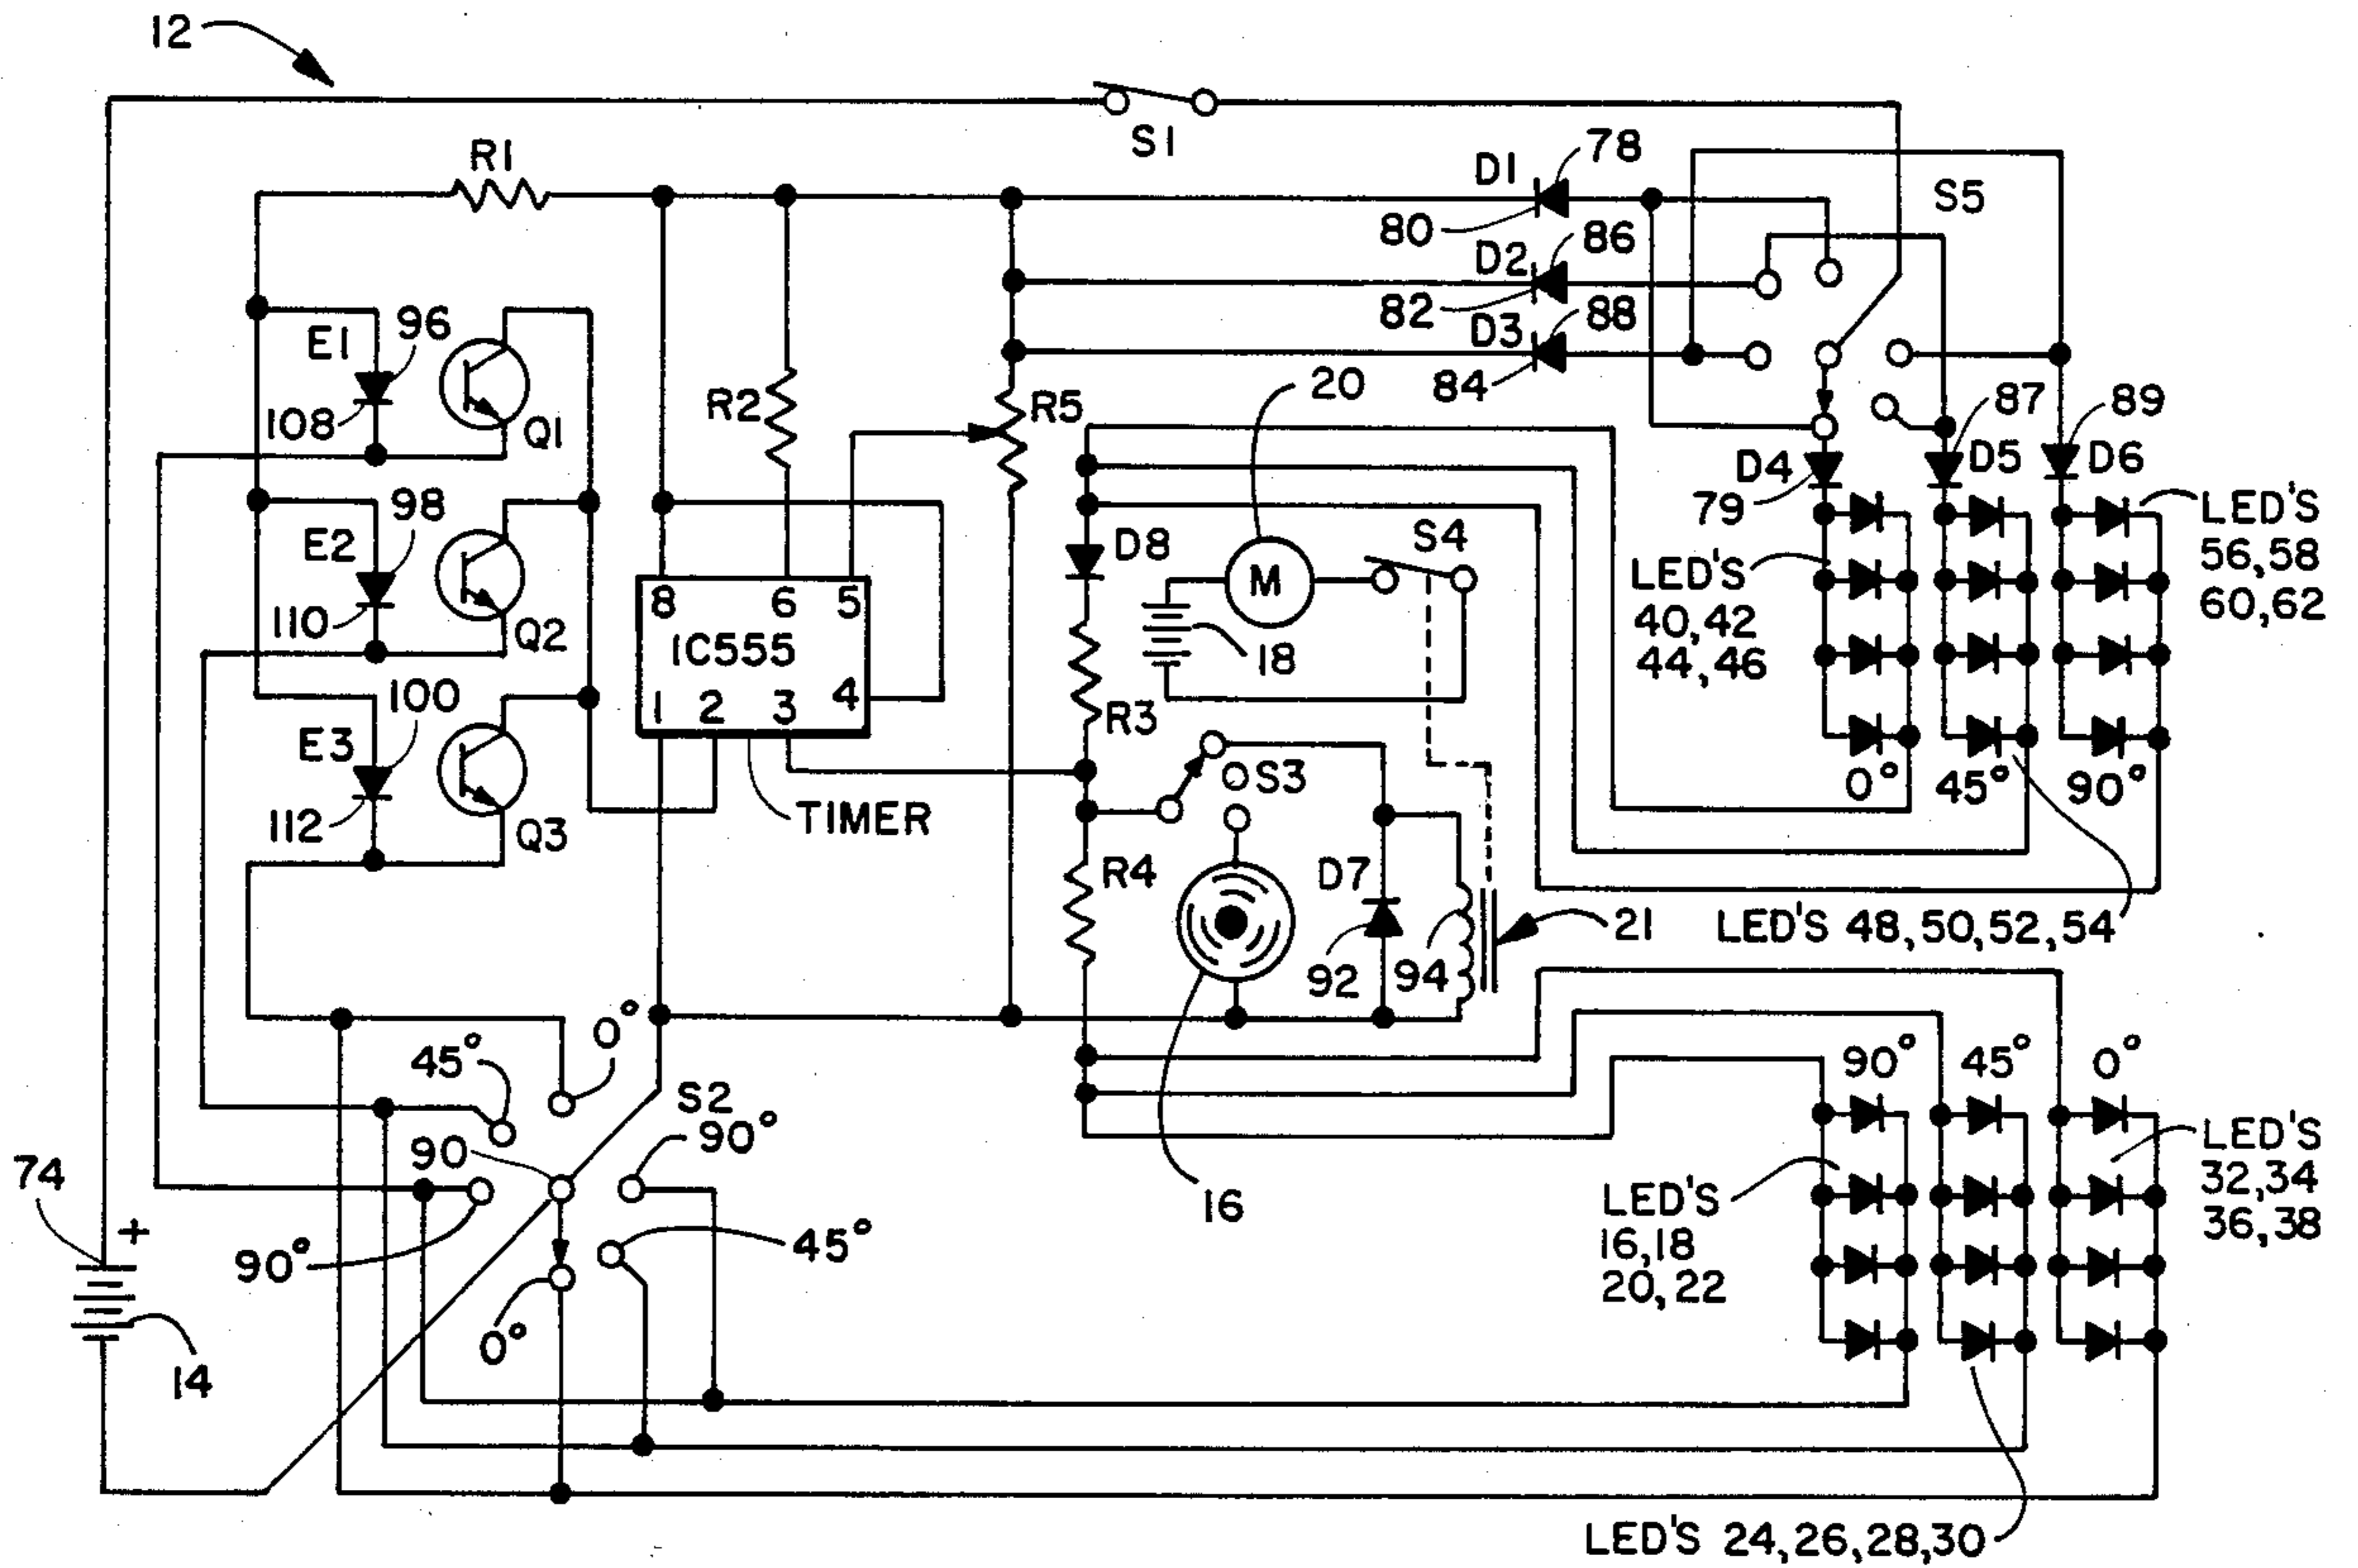 12
S1
R1
D1
78
80
S5
D2
86
82
D3
88
84
E1
96
108
Q1
R2
R5
20
87
89
D4
D5
D6
79
E2
98
110
Q2
D8
S4
M
18
LED'S
40,42
44,46
LED'S
56,58
60,62
8 6 5
IC555
1 2 3 4
R3
E3
100
112
Q3
TIMER
S3
0° 45° 90°
R4
D7
92
94
21
LED'S 48,50,52,54
45°
0°
S2
90
90°
90° 45° 0°
74
+
14
90°
45°
0°
16
LED'S
16,18
20,22
LED'S
32,34
36,38
LED'S 24,26,28,30